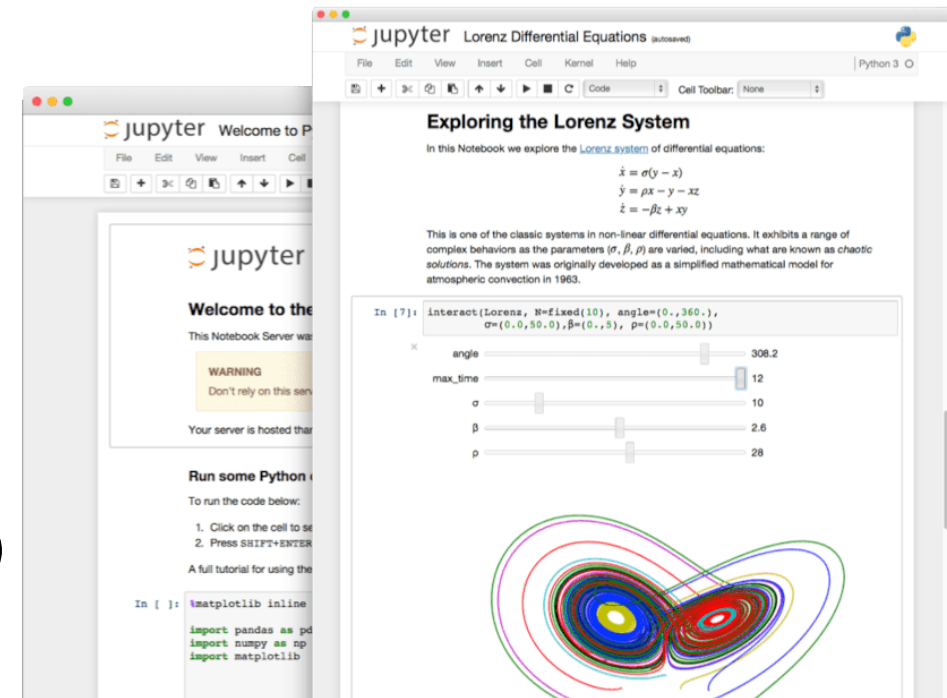 jupyter Lorenz Differential Equations (autosaved)
File Edit View Insert Cell Kernel Help Python 3
Code Cell Toolbar: None
Exploring the Lorenz System
In this Notebook we explore the Lorenz system of differential equations:
ẋ = σ(y − x)
ẏ = ρx − y − xz
ż = −βz + xy
This is one of the classic systems in non-linear differential equations. It exhibits a range of
complex behaviors as the parameters (σ, β, ρ) are varied, including what are known as chaotic
solutions. The system was originally developed as a simplified mathematical model for
atmospheric convection in 1963.
In [7]: interact(Lorenz, N=fixed(10), angle=(0.,360.),
σ=(0.0,50.0),β=(0.,5), ρ=(0.0,50.0))
angle 308.2
max_time 12
σ 10
β 2.6
ρ 28
jupyter Welcome to P
File Edit View Insert Cell
jupyter
Welcome to the
This Notebook Server was
WARNING
Don't rely on this serv
Your server is hosted than
Run some Python
To run the code below:
1. Click on the cell to se
2. Press SHIFT+ENTER
A full tutorial for using the
In [ ]: %matplotlib inline
import pandas as pd
import numpy as np
import matplotlib